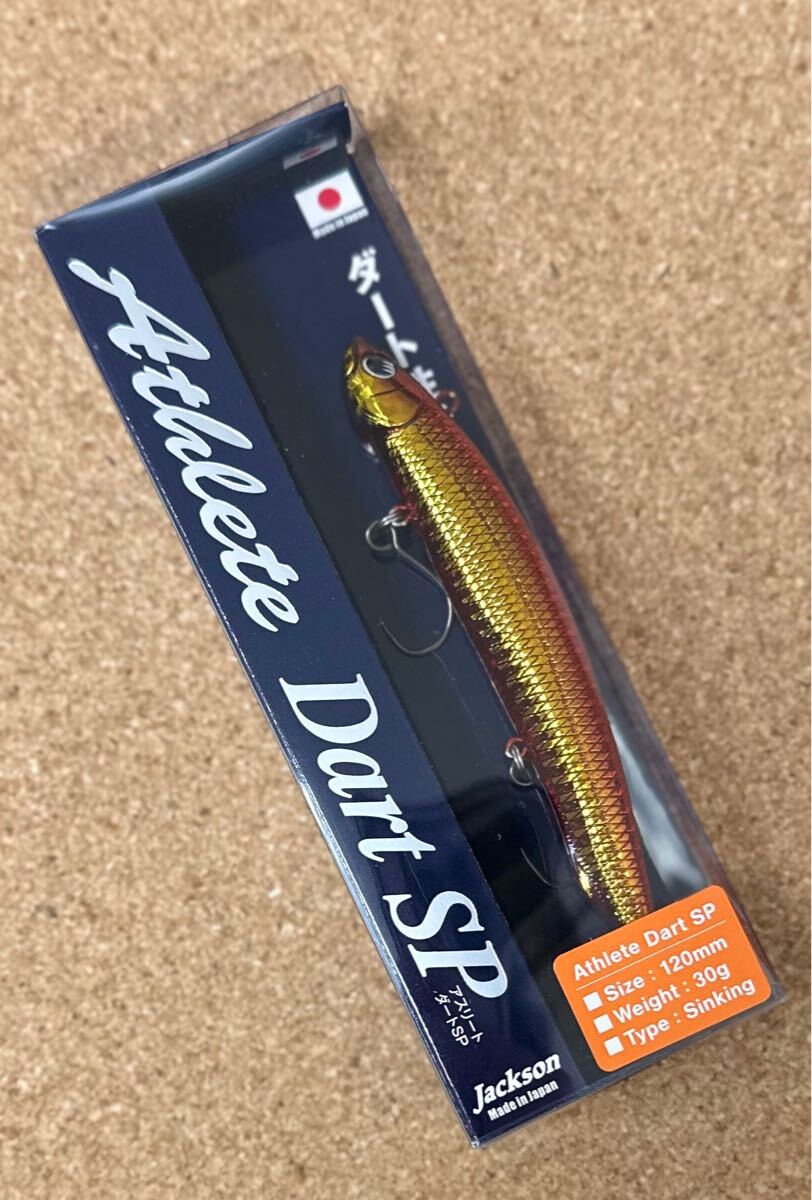 Made in Japan
ダート
Athlete Dart SP
アスリート
ダートSP
Jackson
Made in Japan
Athlete Dart SP
■ Size : 120mm
■ Weight : 30g
■ Type : Sinking